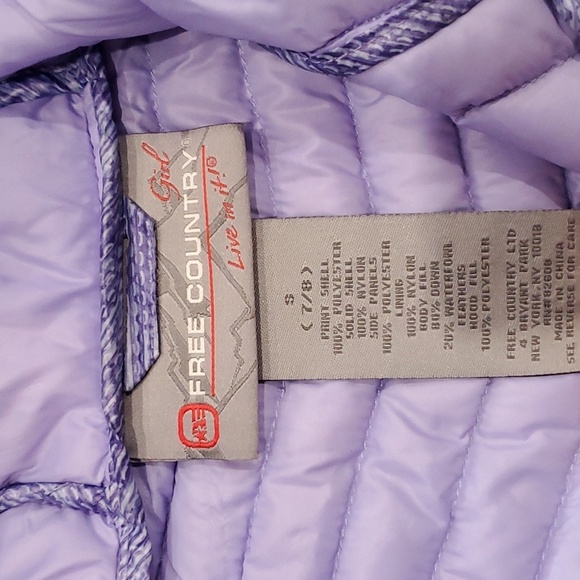 Girl
FREE COUNTRY®
Live in it!®
S
(7/8)
PRINT SHELL
100% POLYESTER
SOLID SHELL
100% NYLON
SIDE PANELS
100% POLYESTER
LINING
100% NYLON
BODY FILL
80% DOWN
20% WATERFOWL
FEATHERS
HOOD FILL
100% POLYESTER
FREE COUNTRY LTD
4 BRYANT PARK
NEW YORK, NY 10018
MADE IN CHINA
SEE REVERSE FOR CARE